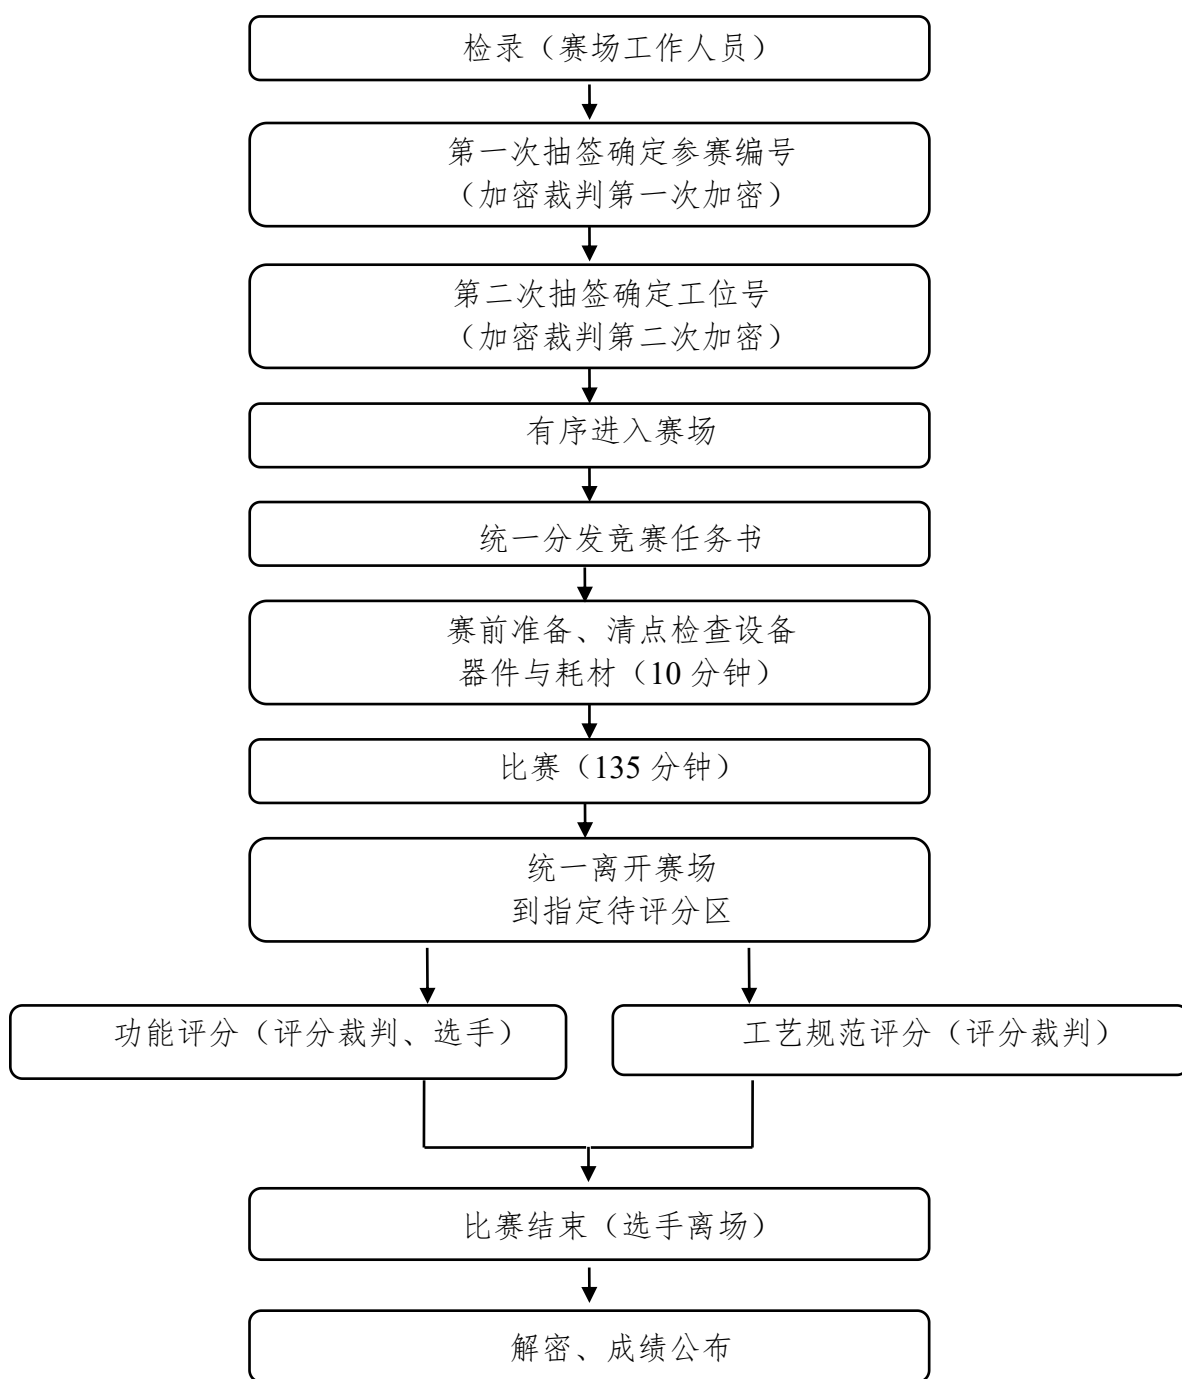 检录（赛场工作人员）
第一次抽签确定参赛编号
（加密裁判第一次加密）
第二次抽签确定工位号
（加密裁判第二次加密）
有序进入赛场
统一分发竞赛任务书
赛前准备、清点检查设备
器件与耗材（10 分钟）
比赛（135 分钟）
统一离开赛场
到指定待评分区
功能评分（评分裁判、选手）
工艺规范评分（评分裁判）
比赛结束（选手离场）
解密、成绩公布